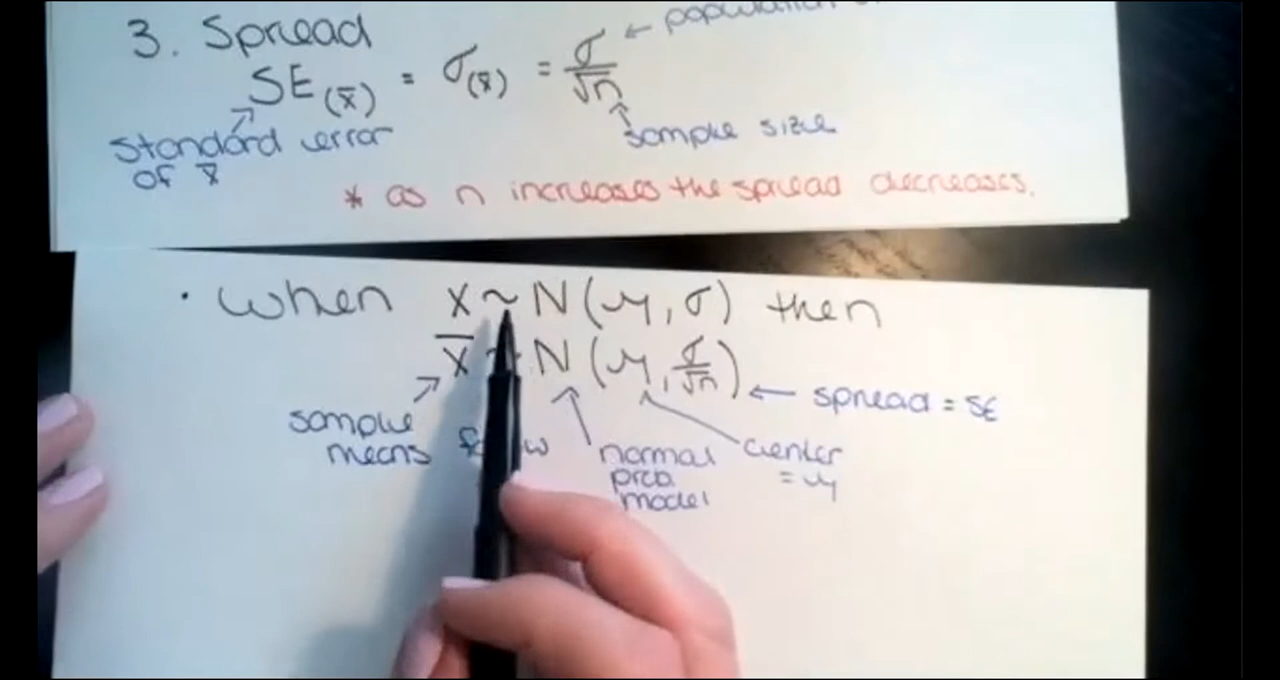 3. Spread
SE(x̄) = σ(x̄) = σ/√n ← population
standard error
of x̄
sample size
* as n increases the spread decreases.
· when X ~ N(μ, σ) then
X̄ ~ N(μ, σ/√n) ← spread = SE
sample
means
normal
prob.
model
center
= μ